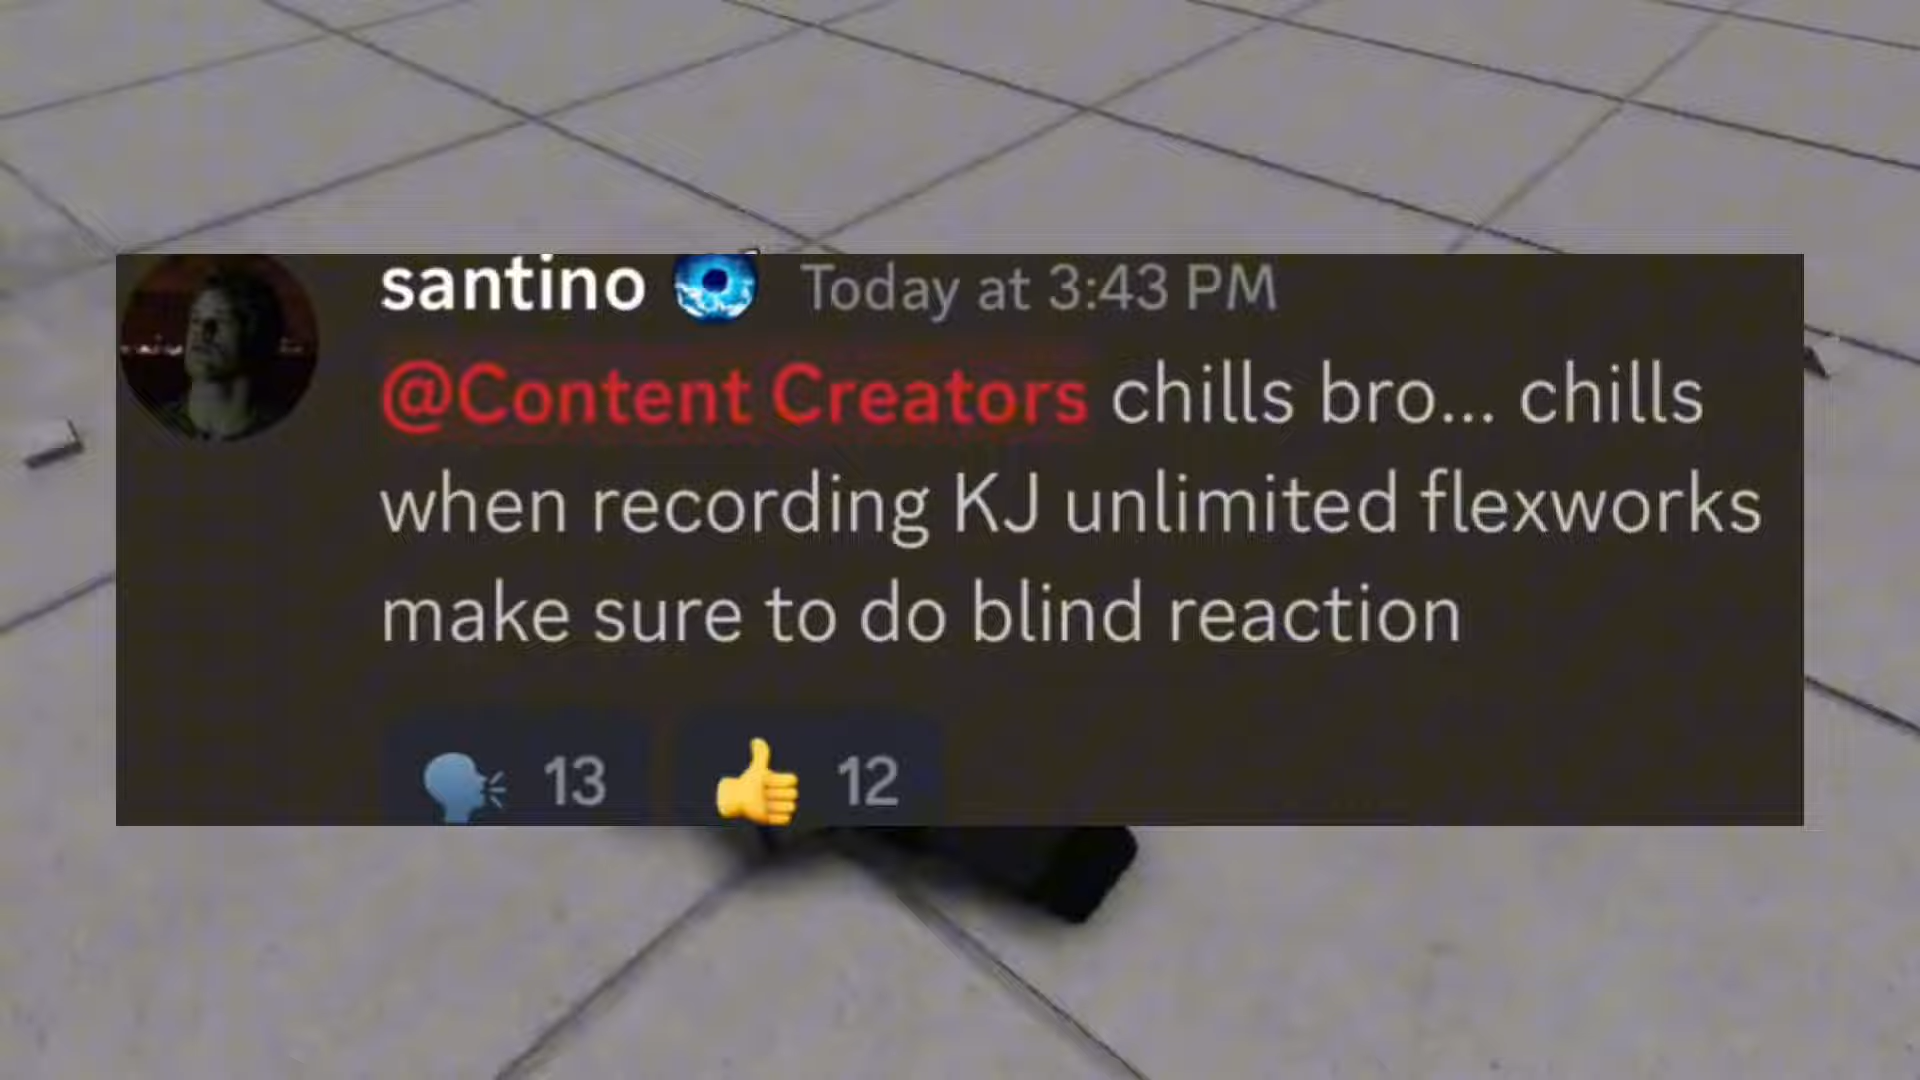 santino Today at 3:43 PM
@Content Creators chills bro... chills
when recording KJ unlimited flexworks
make sure to do blind reaction
13 12